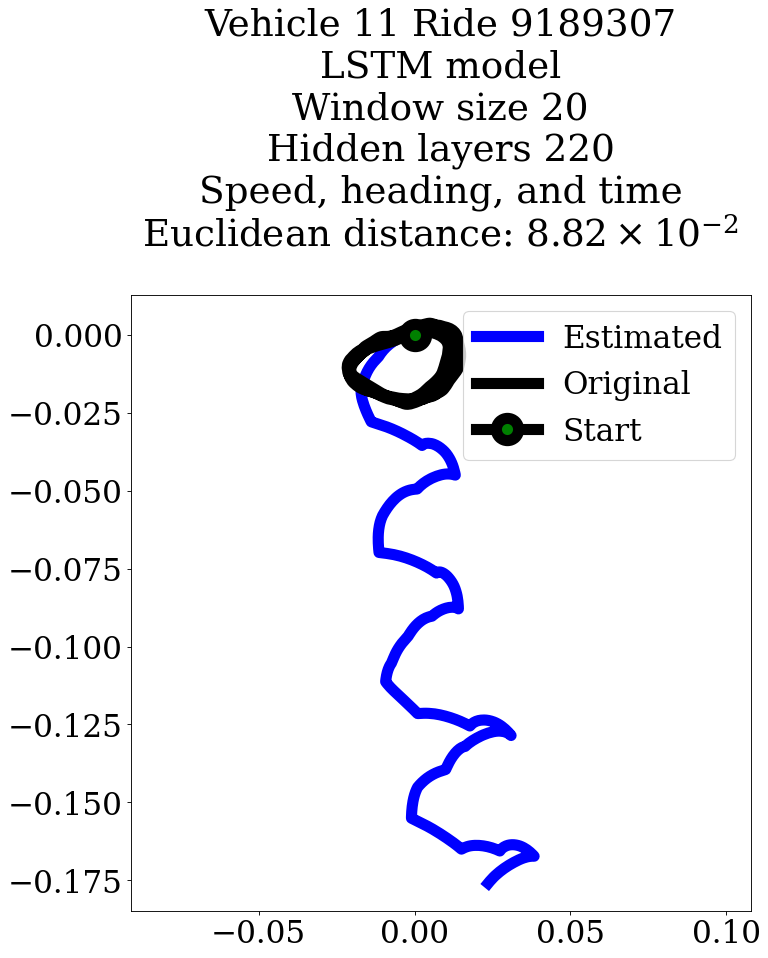 Vehicle 11 Ride 9189307
LSTM model
Window size 20
Hidden layers 220
Speed, heading, and time
Euclidean distance: 8.82 × 10⁻²
Estimated
Original
Start
0.000
−0.025
−0.050
−0.075
−0.100
−0.125
−0.150
−0.175
−0.05
0.00
0.05
0.10